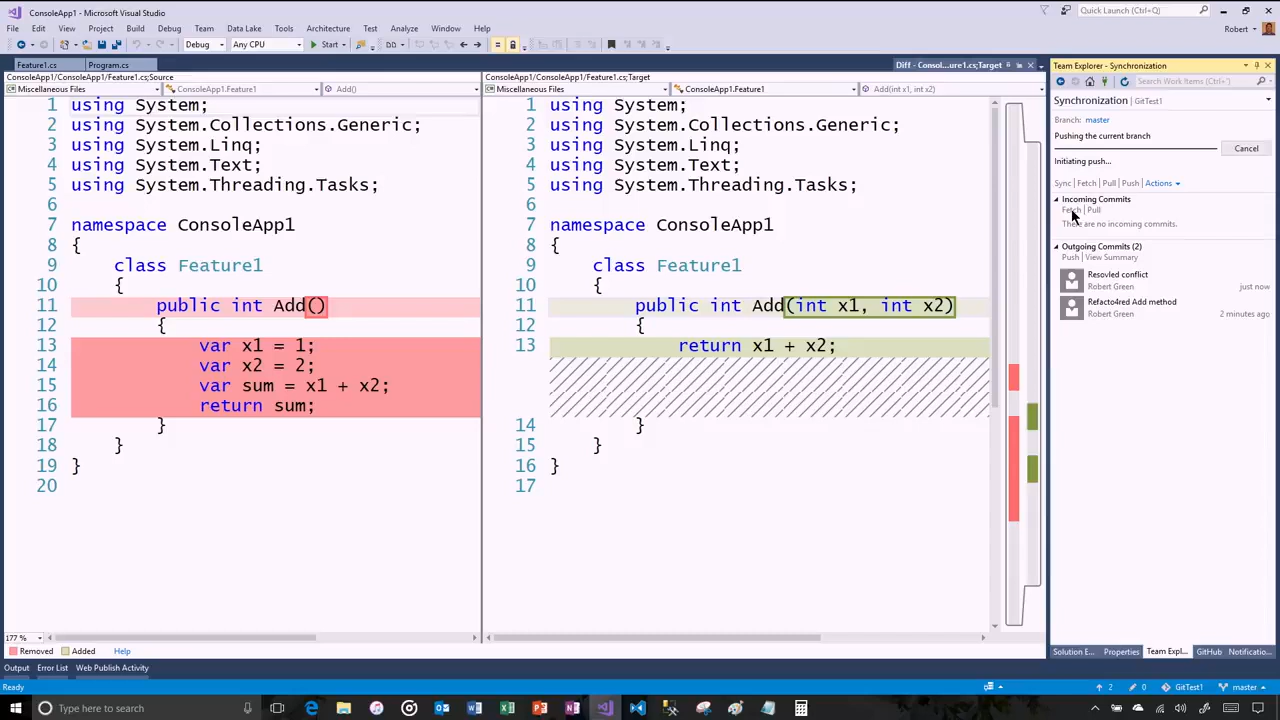 ConsoleApp1 - Microsoft Visual Studio
Quick Launch (Ctrl+Q)
File Edit View Project Build Debug Team Data Lake Tools Architecture Test Analyze Window Help
Robert
Debug Any CPU Start
Feature1.cs Program.cs
Diff - Consol...ure1.cs;Target
Team Explorer - Synchronization
ConsoleApp1/ConsoleApp1/Feature1.cs;Source
ConsoleApp1/ConsoleApp1/Feature1.cs;Target
Miscellaneous Files ConsoleApp1.Feature1 Add()
Miscellaneous Files ConsoleApp1.Feature1 Add(int x1, int x2)
1 using System;
2 using System.Collections.Generic;
3 using System.Linq;
4 using System.Text;
5 using System.Threading.Tasks;
6
7 namespace ConsoleApp1
8 {
9 class Feature1
10 {
11 public int Add()
12 {
13 var x1 = 1;
14 var x2 = 2;
15 var sum = x1 + x2;
16 return sum;
17 }
18 }
19 }
20
1 using System;
2 using System.Collections.Generic;
3 using System.Linq;
4 using System.Text;
5 using System.Threading.Tasks;
6
7 namespace ConsoleApp1
8 {
9 class Feature1
10 {
11 public int Add(int x1, int x2)
12 {
13 return x1 + x2;
14 }
15 }
16 }
17
Search Work Items (Ctrl+')
Synchronization | GitTest1
Branch: master
Pushing the current branch
Cancel
Initiating push...
Sync | Fetch | Pull | Push | Actions
Incoming Commits
Fetch | Pull
There are no incoming commits.
Outgoing Commits (2)
Push | View Summary
Resovled conflict
Robert Green just now
Refacto4red Add method
Robert Green 2 minutes ago
177 %
Removed Added Help
Solution E... Properties Team Expl... GitHub Notificatio...
Output Error List Web Publish Activity
Ready
2 0 GitTest1 master
Type here to search